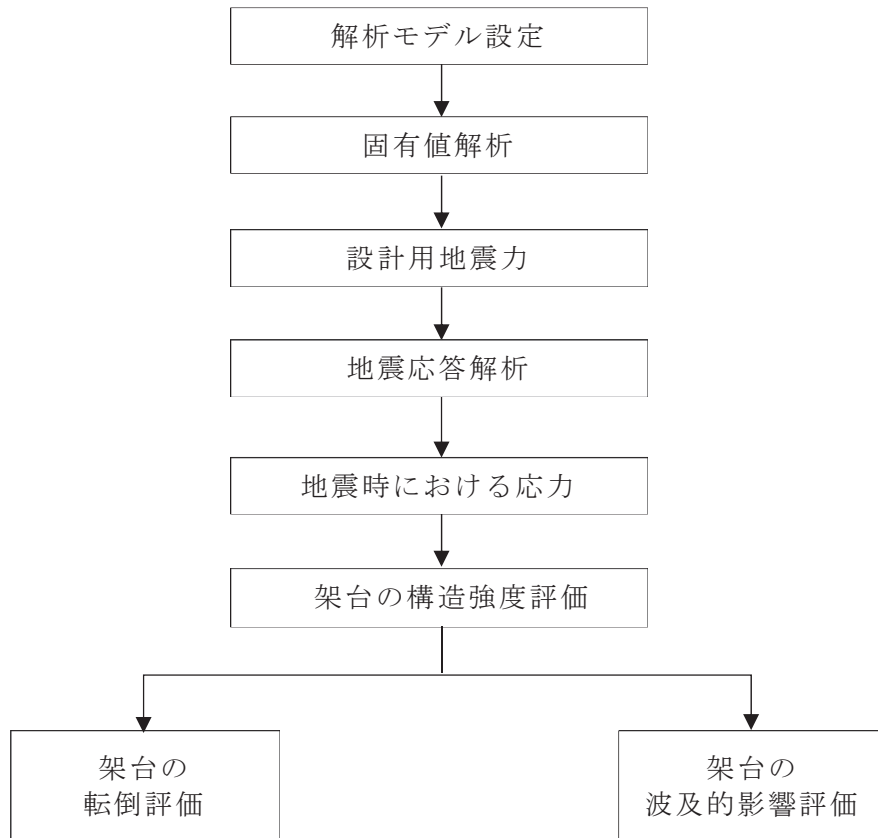 解析モデル設定
固有値解析
設計用地震力
地震応答解析
地震時における応力
架台の構造強度評価
架台の
転倒評価
架台の
波及的影響評価